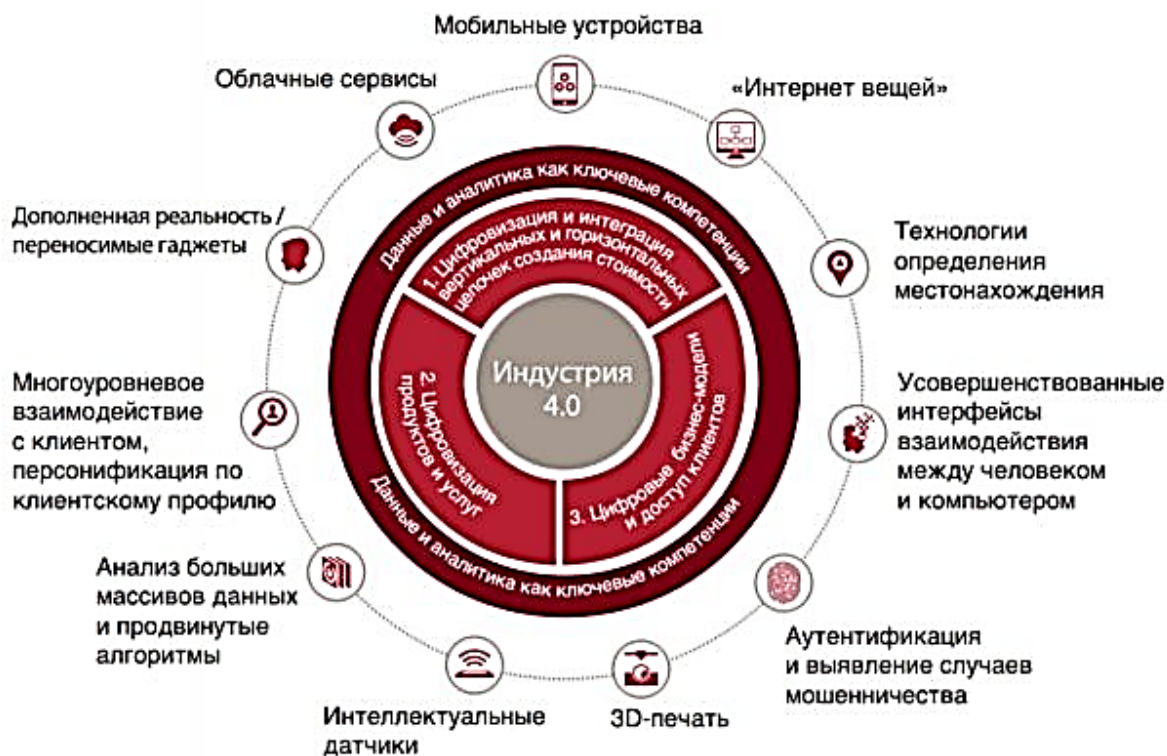 Мобильные устройства
Облачные сервисы
«Интернет вещей»
Дополненная реальность /
переносимые гаджеты
Технологии
определения
местонахождения
Многоуровневое
взаимодействие
с клиентом,
персонификация по
клиентскому профилю
Усовершенствованные
интерфейсы
взаимодействия
между человеком
и компьютером
Анализ больших
массивов данных
и продвинутые
алгоритмы
Аутентификация
и выявление случаев
мошенничества
Интеллектуальные
датчики
3D-печать
Данные и аналитика как ключевые компетенции
1. Цифровизация и интеграция
вертикальных и горизонтальных
цепочек создания стоимости
2. Цифровизация
продуктов и услуг
3. Цифровые бизнес-модели
и доступ клиентов
Индустрия
4.0
Данные и аналитика как ключевые компетенции